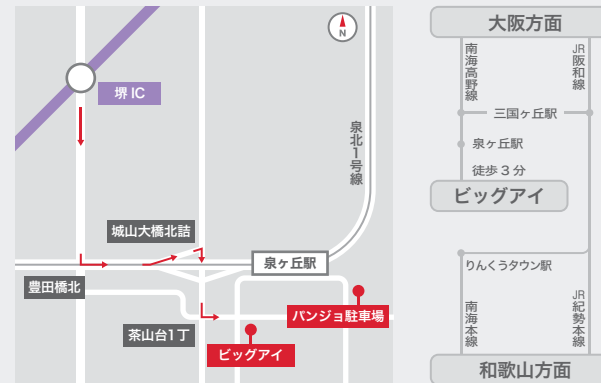 N
堺 IC
泉北1号線
城山大橋北詰
泉ヶ丘駅
豊田橋北
パンジョ駐車場
茶山台1丁
ビッグアイ
大阪方面
南海高野線
JR阪和線
三国ヶ丘駅
泉ヶ丘駅
徒歩3分
ビッグアイ
りんくうタウン駅
南海本線
JR紀勢本線
和歌山方面